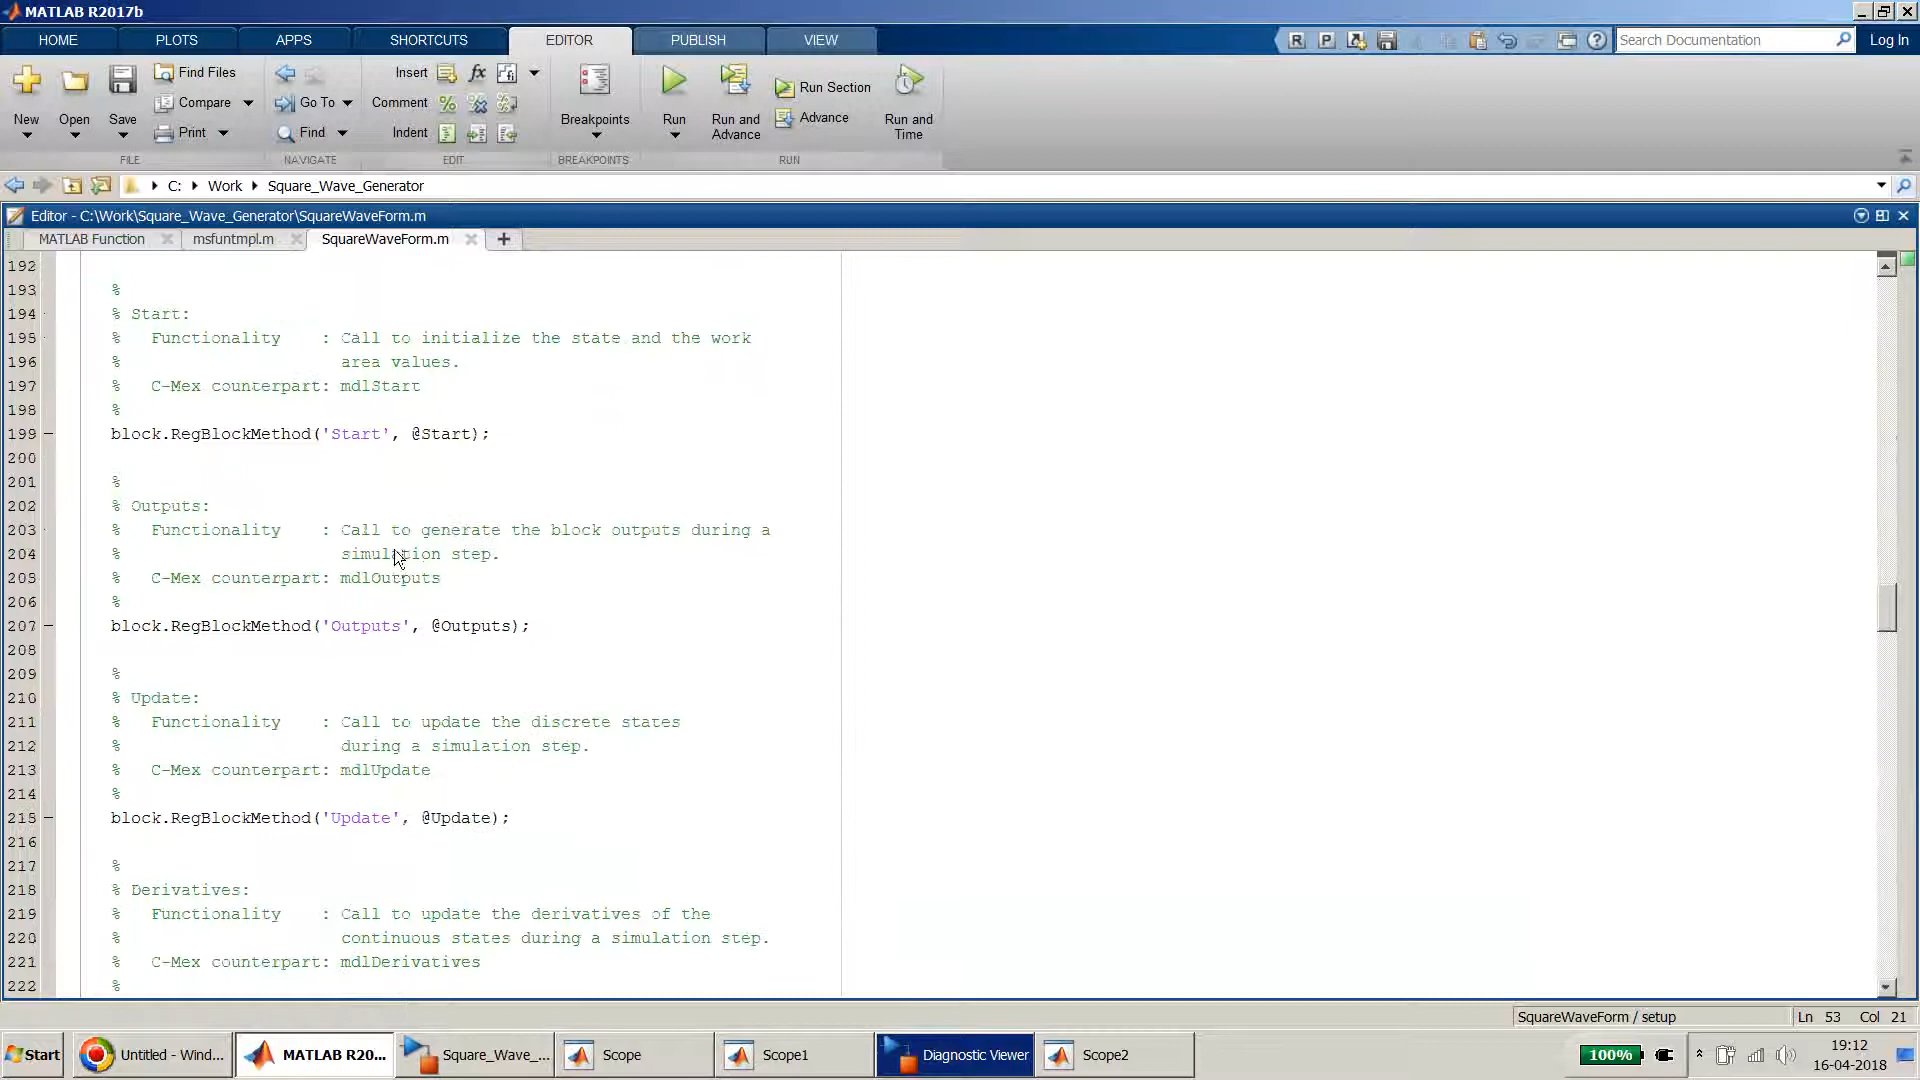 MATLAB R2017b
HOME PLOTS APPS SHORTCUTS EDITOR PUBLISH VIEW Search Documentation Log In
New Open Save Find Files Compare Print Go To Find Insert Comment Indent Breakpoints Run Run and Advance Run Section Advance Run and Time
FILE NAVIGATE EDIT BREAKPOINTS RUN
C: Work Square_Wave_Generator
Editor - C:\Work\Square_Wave_Generator\SquareWaveForm.m
MATLAB Function msfuntmpl.m SquareWaveForm.m
192
193 %
194 % Start:
195 % Functionality : Call to initialize the state and the work
196 % area values.
197 % C-Mex counterpart: mdlStart
198 %
199 block.RegBlockMethod('Start', @Start);
200
201 %
202 % Outputs:
203 % Functionality : Call to generate the block outputs during a
204 % simulation step.
205 % C-Mex counterpart: mdlOutputs
206 %
207 block.RegBlockMethod('Outputs', @Outputs);
208
209 %
210 % Update:
211 % Functionality : Call to update the discrete states
212 % during a simulation step.
213 % C-Mex counterpart: mdlUpdate
214 %
215 block.RegBlockMethod('Update', @Update);
216
217 %
218 % Derivatives:
219 % Functionality : Call to update the derivatives of the
220 % continuous states during a simulation step.
221 % C-Mex counterpart: mdlDerivatives
222 %
SquareWaveForm / setup Ln 53 Col 21
Start Untitled - Wind... MATLAB R20... Square_Wave_... Scope Scope1 Diagnostic Viewer Scope2 100% 19:12
16-04-2018